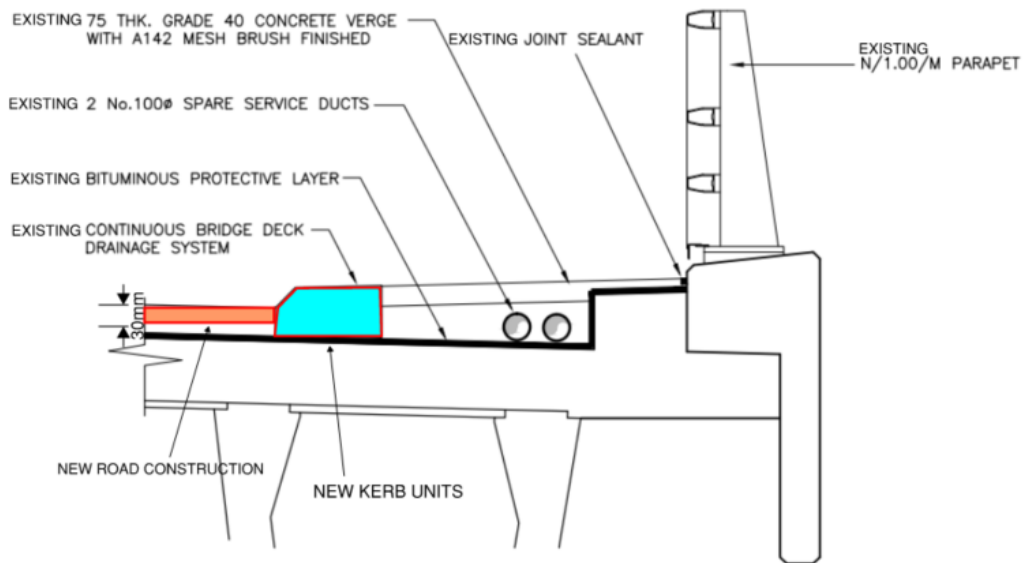 EXISTING 75 THK. GRADE 40 CONCRETE VERGE
WITH A142 MESH BRUSH FINISHED
EXISTING JOINT SEALANT
EXISTING
N/1.00/M PARAPET
EXISTING 2 No.100ø SPARE SERVICE DUCTS
EXISTING BITUMINOUS PROTECTIVE LAYER
EXISTING CONTINUOUS BRIDGE DECK
DRAINAGE SYSTEM
30mm
NEW ROAD CONSTRUCTION
NEW KERB UNITS